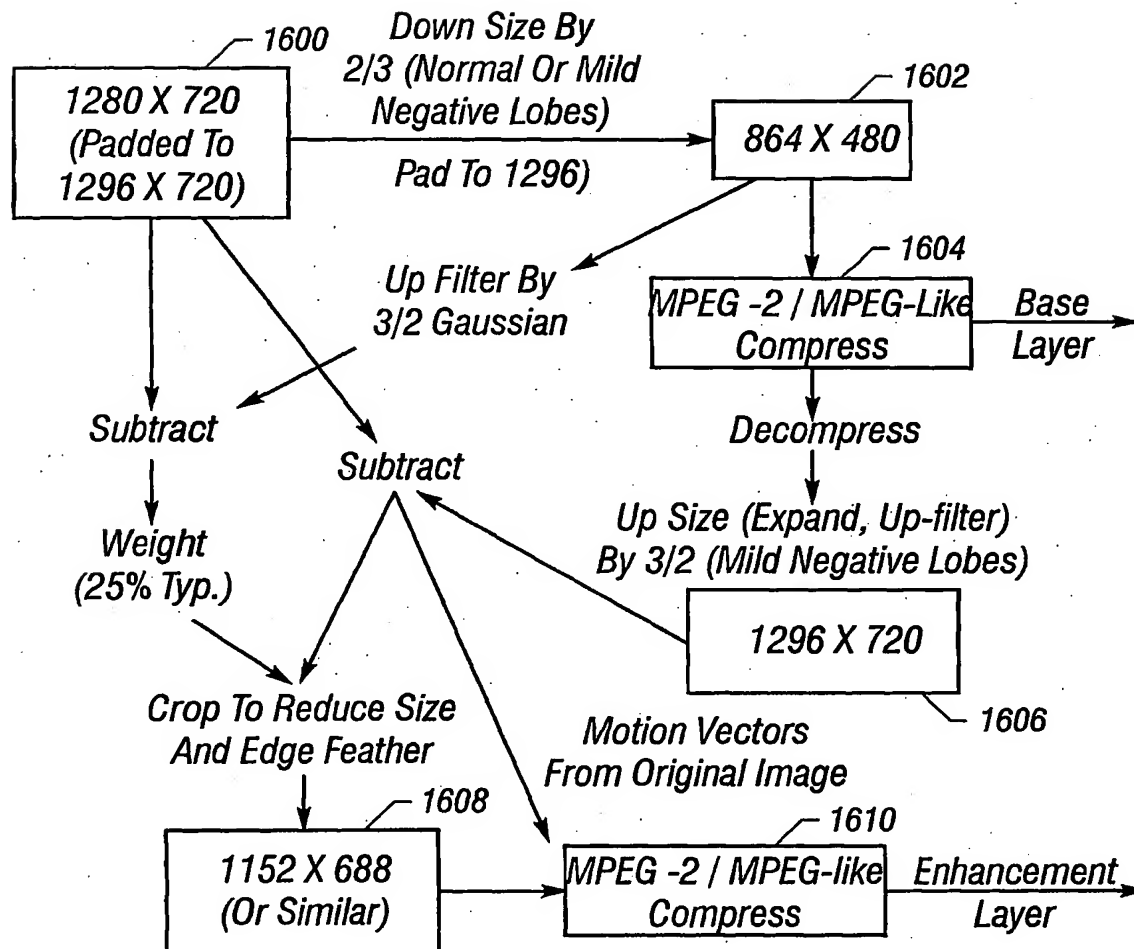 1600
1280 X 720
(Padded To
1296 X 720)
Down Size By
2/3 (Normal Or Mild
Negative Lobes)
Pad To 1296)
1602
864 X 480
Up Filter By
3/2 Gaussian
1604
MPEG -2 / MPEG-Like
Compress
Base
Layer
Subtract
Subtract
Decompress
Weight
(25% Typ.)
Up Size (Expand, Up-filter)
By 3/2 (Mild Negative Lobes)
1296 X 720
1606
Crop To Reduce Size
And Edge Feather
Motion Vectors
From Original Image
1608
1152 X 688
(Or Similar)
1610
MPEG -2 / MPEG-like
Compress
Enhancement
Layer